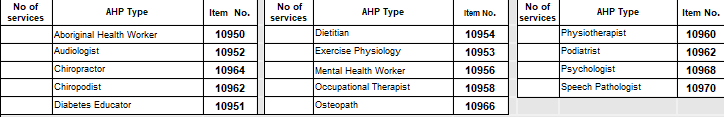 No of services AHP Type Item No.
Aboriginal Health Worker 10950
Audiologist 10952
Chiropractor 10964
Chiropodist 10962
Diabetes Educator 10951
No of services AHP Type Item No.
Dietitian 10954
Exercise Physiology 10953
Mental Health Worker 10956
Occupational Therapist 10958
Osteopath 10966
No of services AHP Type Item No.
Physiotherapist 10960
Podiatrist 10962
Psychologist 10968
Speech Pathologist 10970